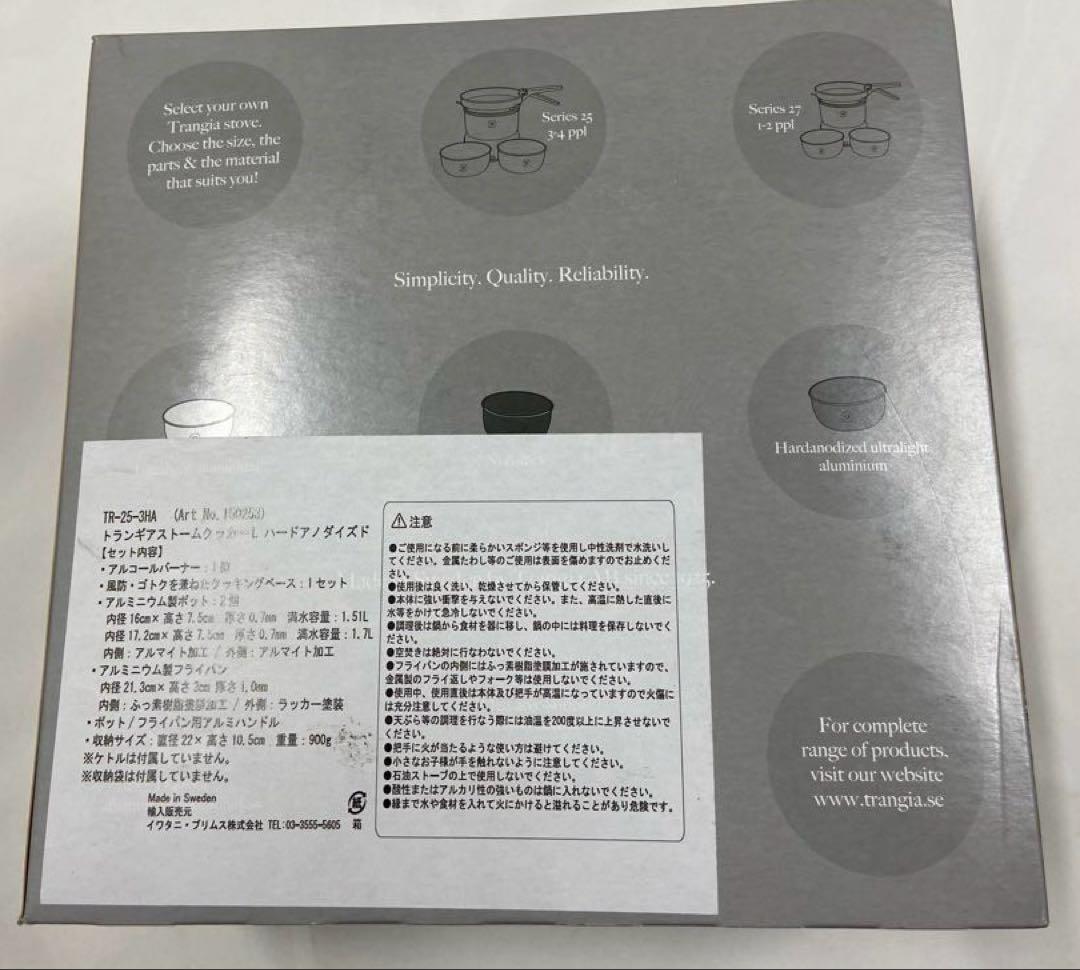 Select your own
Trangia stove.
Choose the size, the
parts & the material
that suits you!
Series 25
3-4 ppl
Series 27
1-2 ppl
Simplicity. Quality. Reliability.
Hardanodized ultralight
aluminium
since 1925.
TR-25-3HA (Art No. 150253)
トランギアストームクッカーL ハードアノダイズド
【セット内容】
・アルコールバーナー：1個
・風防・ゴトクを兼ねたクッキングベース：1セット
・アルミニウム製ポット：2個
内径16cm×高さ7.5cm 厚さ0.7mm 満水容量：1.51L
内径17.2cm×高さ7.5cm 厚さ0.7mm 満水容量：1.7L
内側：アルマイト加工 / 外側：アルマイト加工
・アルミニウム製フライパン
内径21.3cm×高さ3cm 厚さ1.0mm
内側：ふっ素樹脂塗膜加工 / 外側：ラッカー塗装
・ポット/フライパン用アルミハンドル
・収納サイズ：直径22×高さ10.5cm 重量：900g
※ケトルは付属していません。
※収納袋は付属していません。
Made in Sweden
輸入販売元
イワタニ・プリムス株式会社 TEL:03-3555-5605
紙
箱
⚠注意
●ご使用になる前に柔らかいスポンジ等を使用し中性洗剤で水洗いし
てください。金属たわし等のご使用は表面を傷めますのでお止めくだ
さい。
●使用後は良く洗い、乾燥させてから保管してください。
●本体に強い衝撃を与えないでください。また、高温に熱した直後に
水等をかけて急冷しないでください。
●調理後は鍋から食材を器に移し、鍋の中には料理を保存しないでく
ださい。
●空焚きは絶対に行なわないでください。
●フライパンの内側にはふっ素樹脂塗膜加工が施されていますので、
金属製のフライ返しやフォーク等は使用しないでください。
●使用中、使用直後は本体及び把手が高温になっていますので火傷に
は充分注意してください。
●天ぷら等の調理を行なう際には油温を200度以上に上昇させないで
ください。
●把手に火が当たるような使い方は避けてください。
●小さなお子様が手を触れないように注意してください。
●石油ストーブの上で使用しないでください。
●酸性またはアルカリ性の強いものは鍋に入れないでください。
●縁まで水や食材を入れて火にかけると溢れることがあり危険です。
For complete
range of products,
visit our website
www.trangia.se